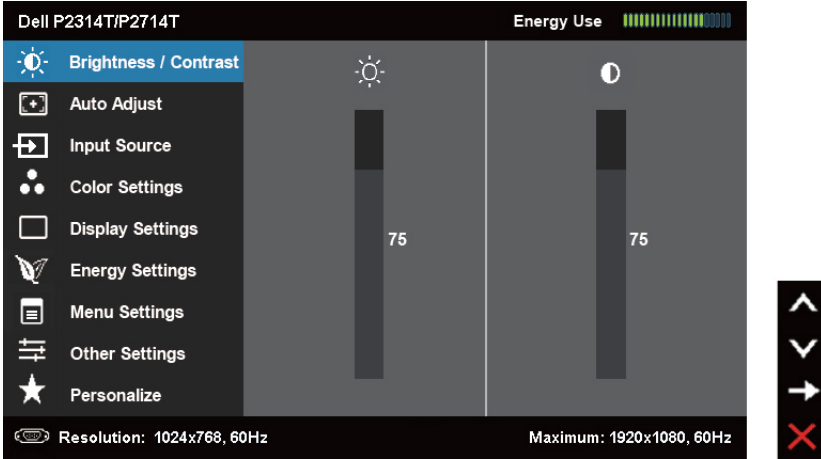 Dell P2314T/P2714T
Energy Use
Brightness / Contrast
Auto Adjust
Input Source
Color Settings
Display Settings
Energy Settings
Menu Settings
Other Settings
Personalize
75
75
Resolution: 1024x768, 60Hz
Maximum: 1920x1080, 60Hz